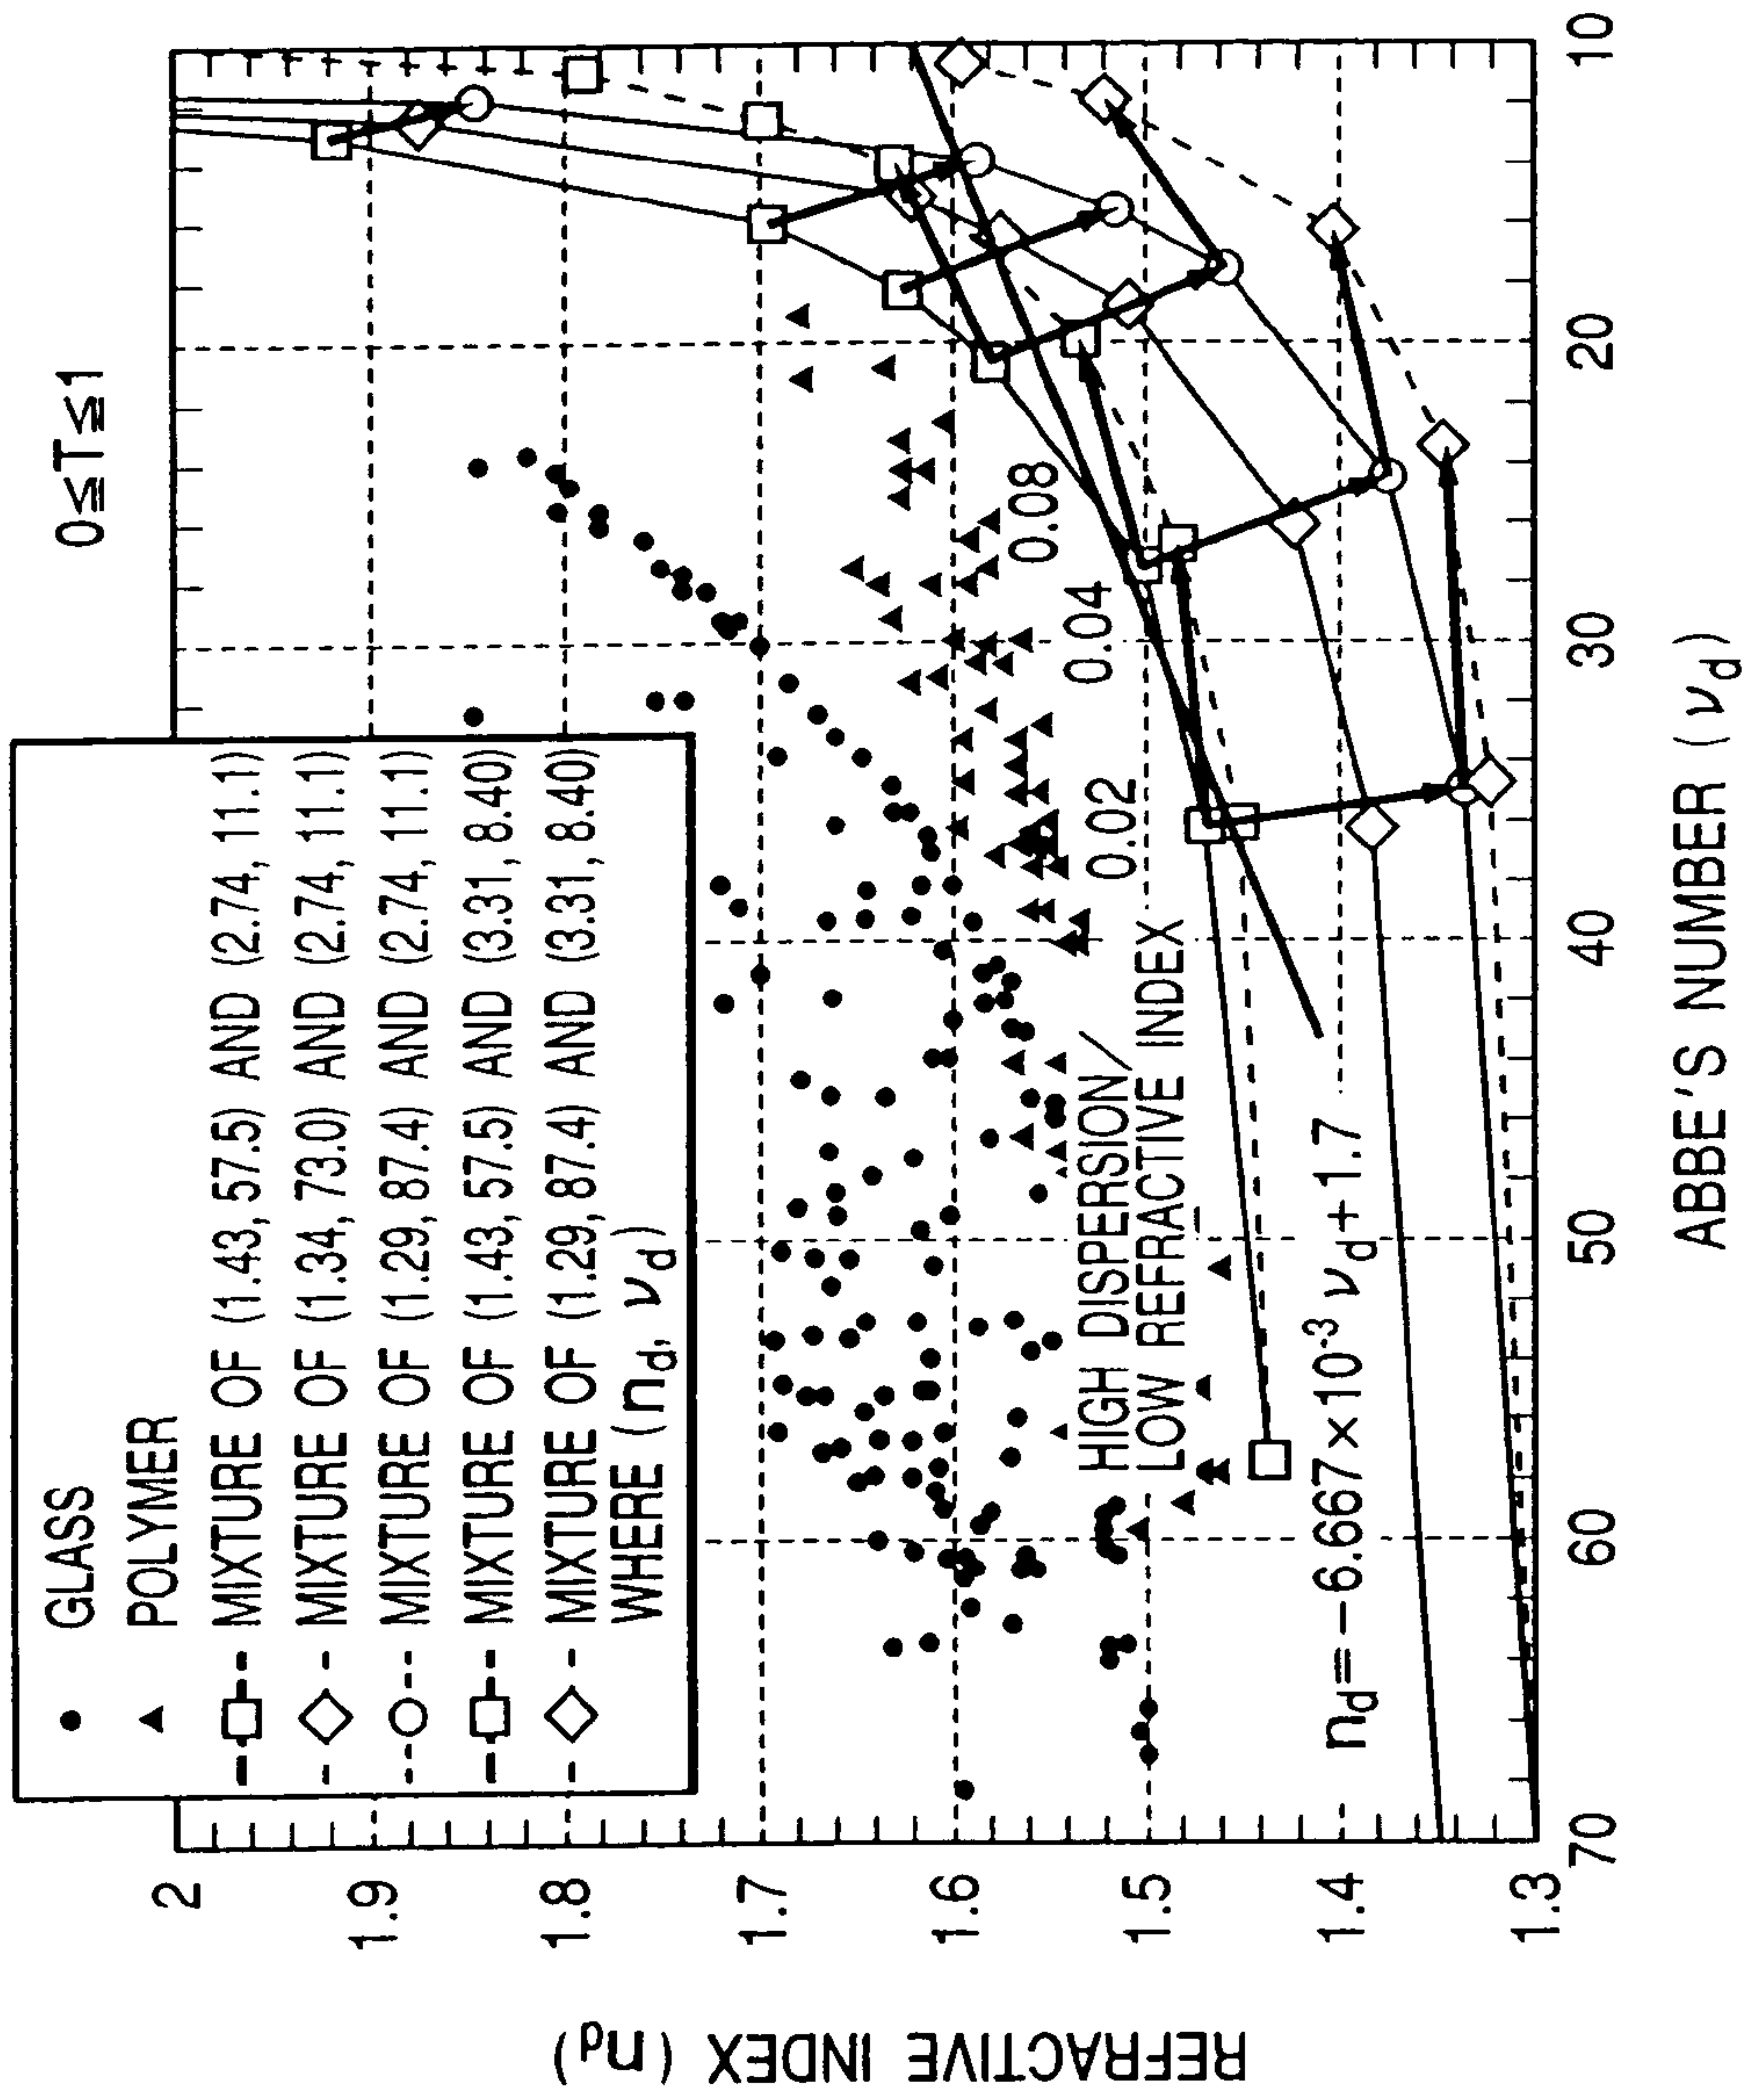 0≦T≦1
GLASS
POLYMER
MIXTURE OF (1.43, 57.5) AND (2.74, 11.1)
MIXTURE OF (1.34, 73.0) AND (2.74, 11.1)
MIXTURE OF (1.29, 87.4) AND (2.74, 11.1)
MIXTURE OF (1.43, 57.5) AND (3.31, 8.40)
MIXTURE OF (1.29, 87.4) AND (3.31, 8.40)
WHERE (nd, νd)
REFRACTIVE INDEX (nd)
2
1.9
1.8
1.7
1.6
1.5
1.4
1.3
0.08
0.04
0.02
HIGH DISPERSION/
LOW REFRACTIVE INDEX
nd=−6.667×10-3 νd+1.7
70
60
50
40
30
20
10
ABBE'S NUMBER (νd)